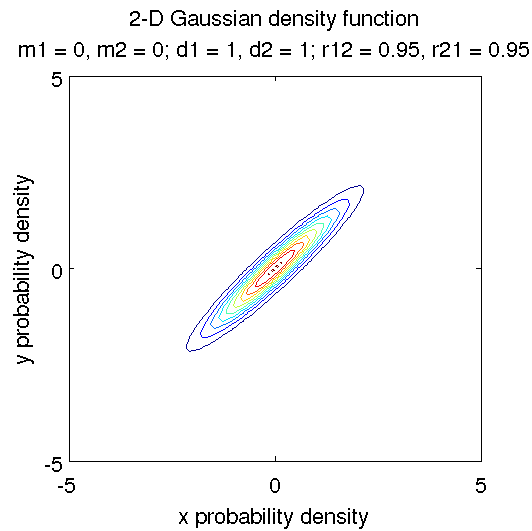 2-D Gaussian density function
m1 = 0, m2 = 0; d1 = 1, d2 = 1; r12 = 0.95, r21 = 0.95
5
y probability density
0
-5
-5
0
5
x probability density